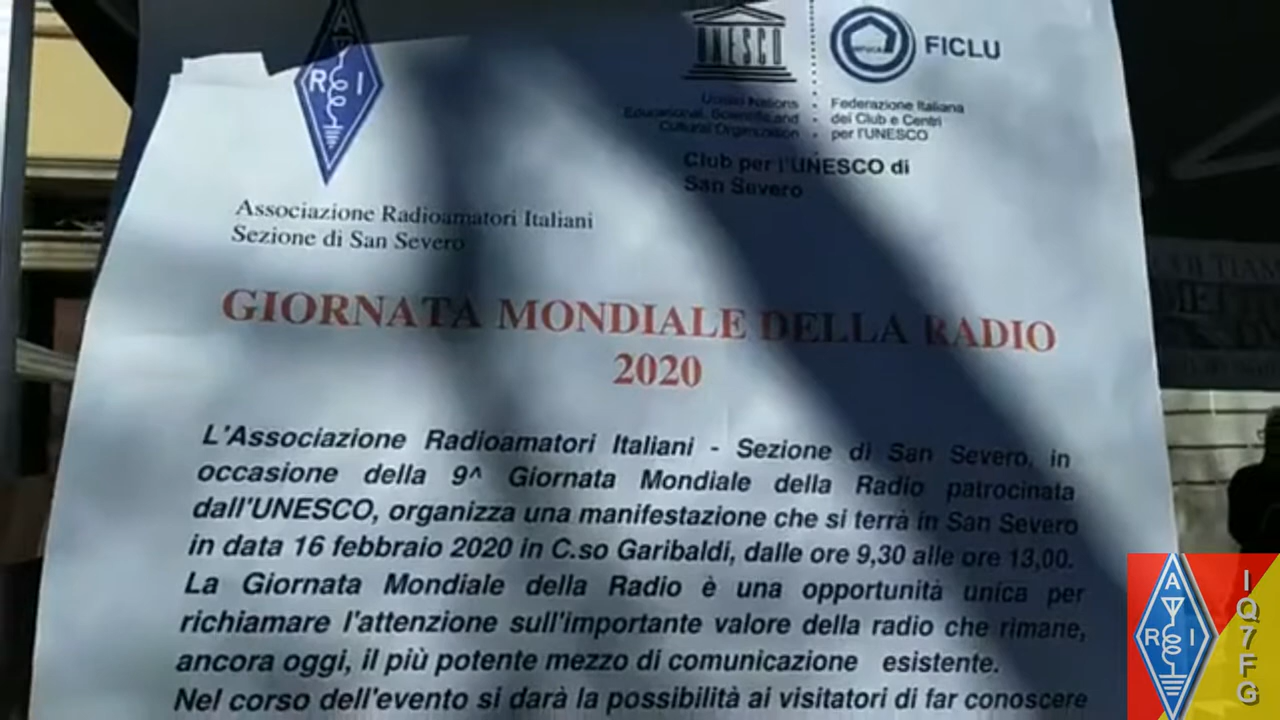 A
R I
UNESCO
United Nations
Educational, Scientific and
Cultural Organization
FICLU
Federazione Italiana
dei Club e Centri
per l'UNESCO
Club per l'UNESCO di
San Severo
Associazione Radioamatori Italiani
Sezione di San Severo
GIORNATA MONDIALE DELLA RADIO
2020
L'Associazione Radioamatori Italiani - Sezione di San Severo, in
occasione della 9^ Giornata Mondiale della Radio patrocinata
dall'UNESCO, organizza una manifestazione che si terrà in San Severo
in data 16 febbraio 2020 in C.so Garibaldi, dalle ore 9,30 alle ore 13,00.
La Giornata Mondiale della Radio è una opportunità unica per
richiamare l'attenzione sull'importante valore della radio che rimane,
ancora oggi, il più potente mezzo di comunicazione esistente.
Nel corso dell'evento si darà la possibilità ai visitatori di far conoscere
A
R I
IQ7FG